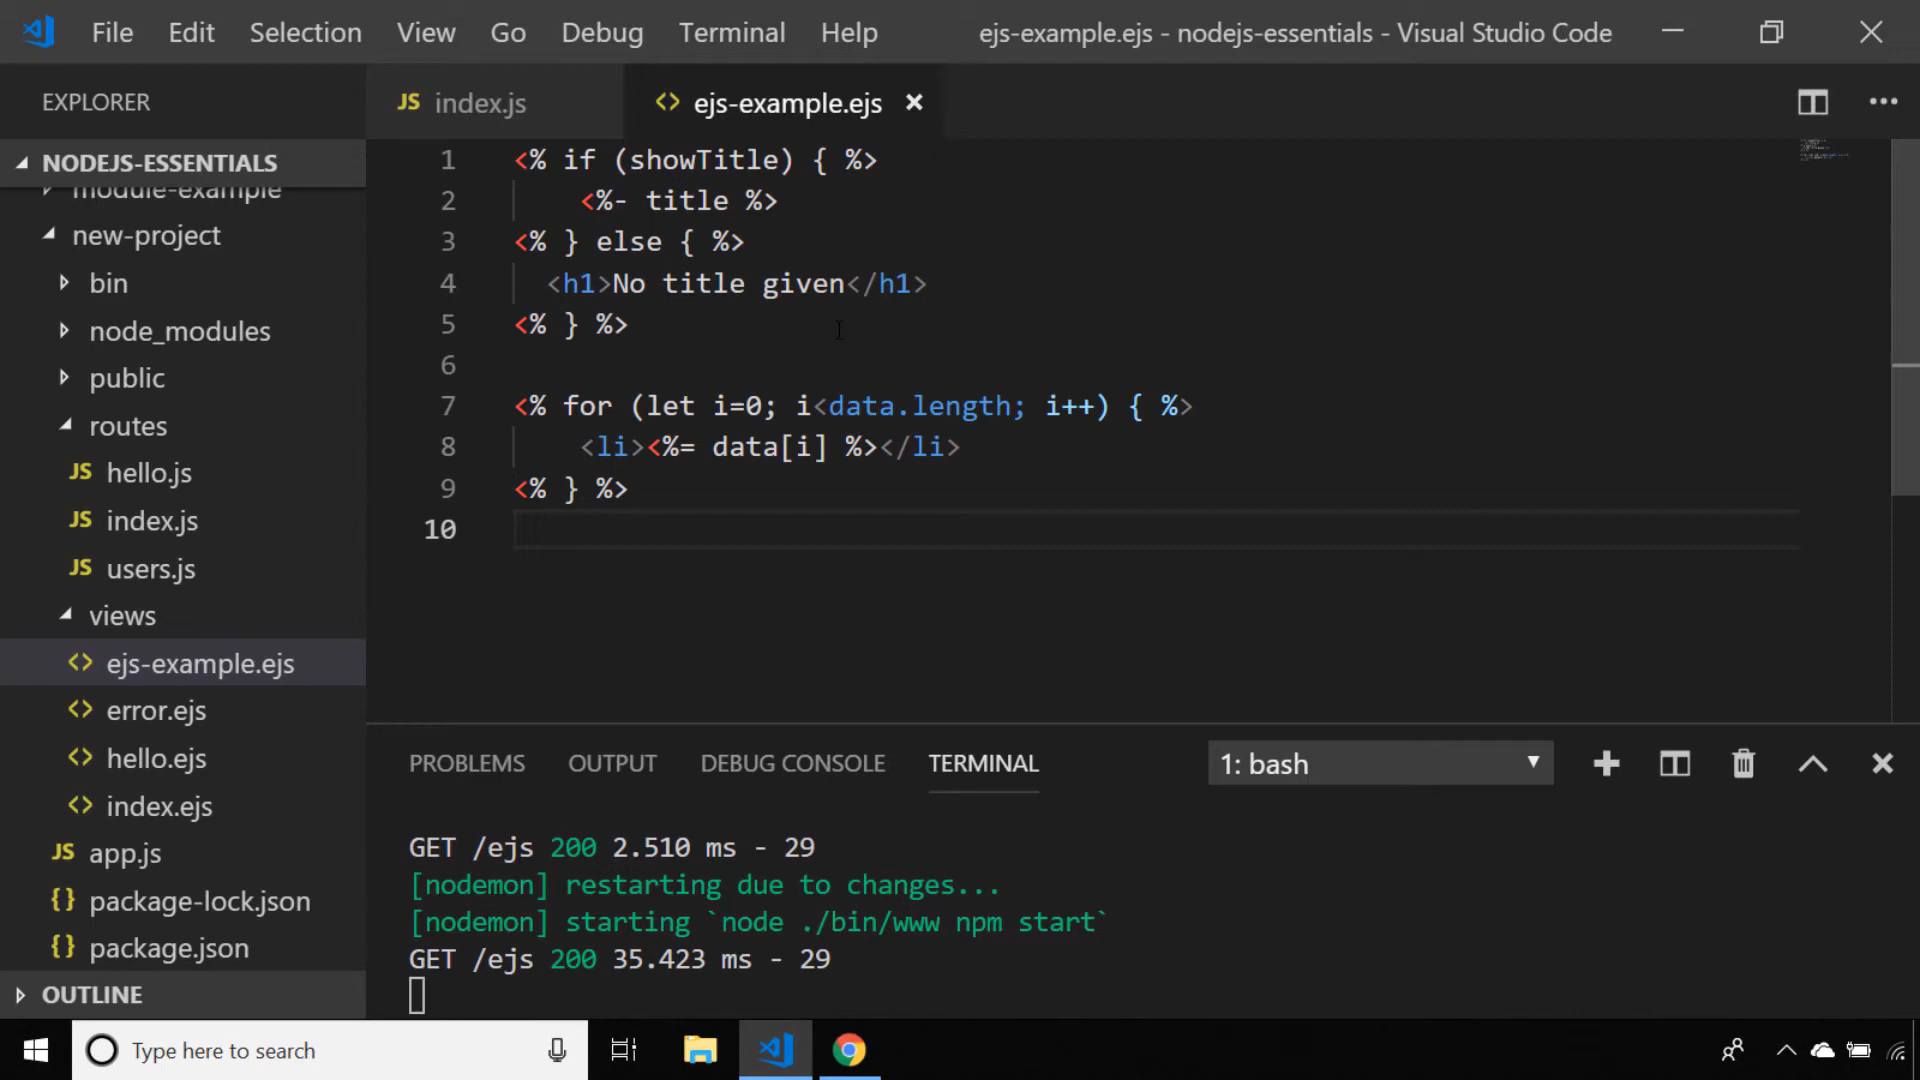 File Edit Selection View Go Debug Terminal Help ejs-example.ejs - nodejs-essentials - Visual Studio Code
EXPLORER
JS index.js
<> ejs-example.ejs
NODEJS-ESSENTIALS
module-example
new-project
bin
node_modules
public
routes
JS hello.js
JS index.js
JS users.js
views
<> ejs-example.ejs
<> error.ejs
<> hello.ejs
<> index.ejs
JS app.js
{} package-lock.json
{} package.json
OUTLINE
1 <% if (showTitle) { %>
2 <%- title %>
3 <% } else { %>
4 <h1>No title given</h1>
5 <% } %>
6
7 <% for (let i=0; i<data.length; i++) { %>
8 <li><%= data[i] %></li>
9 <% } %>
10
PROBLEMS OUTPUT DEBUG CONSOLE TERMINAL 1: bash
GET /ejs 200 2.510 ms - 29
[nodemon] restarting due to changes...
[nodemon] starting `node ./bin/www npm start`
GET /ejs 200 35.423 ms - 29
Type here to search